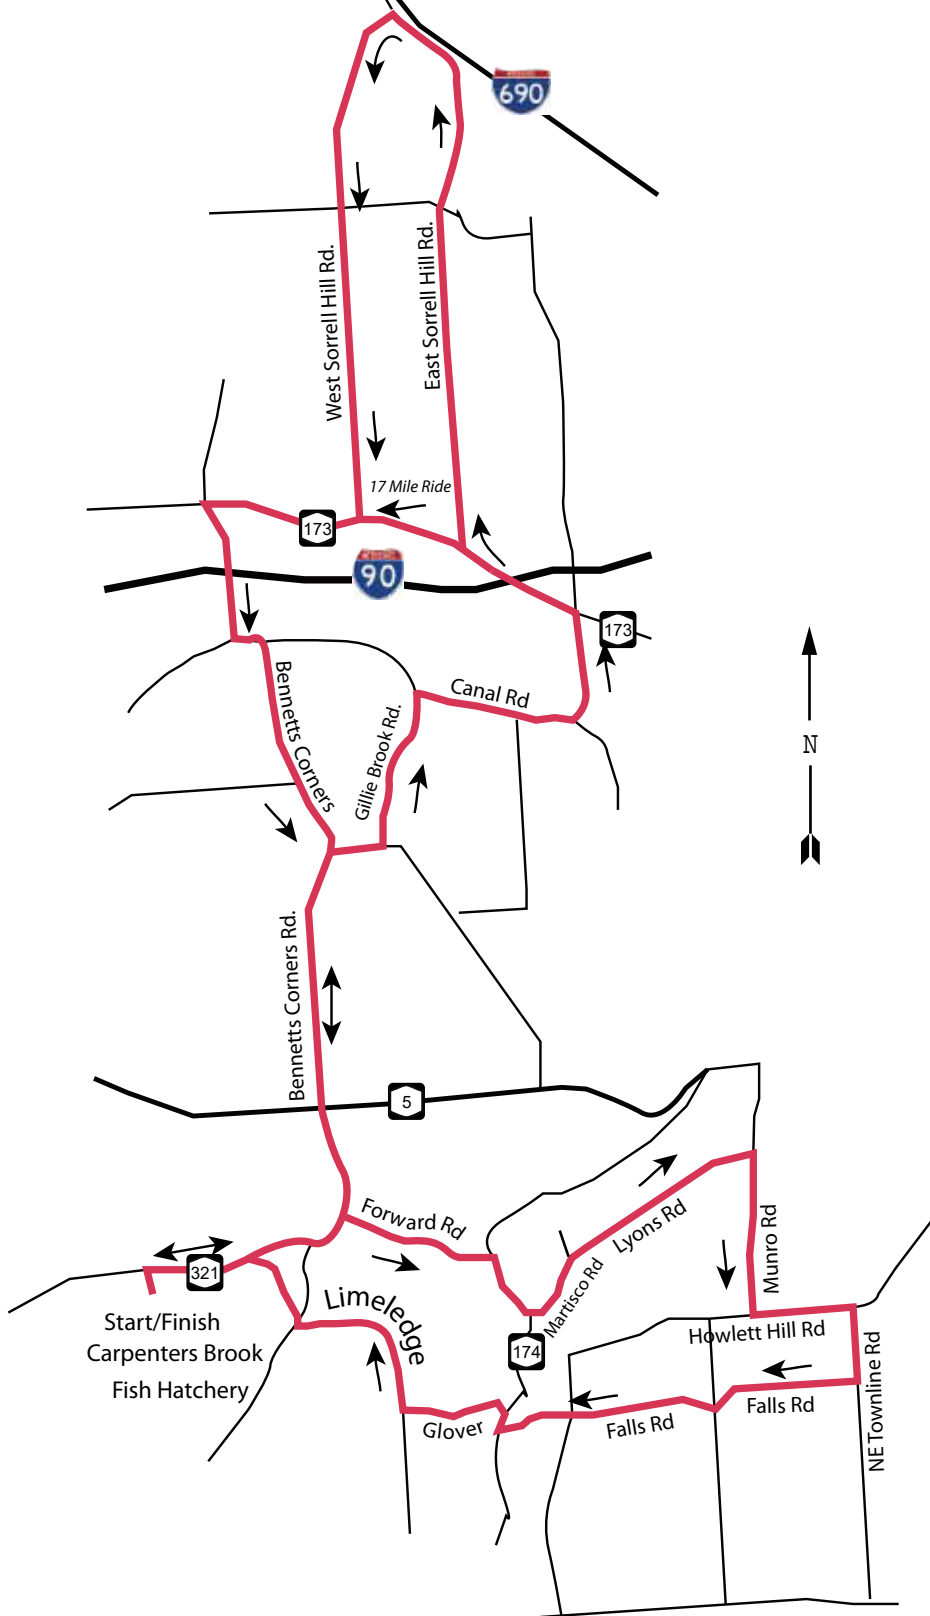 690
West Sorrell Hill Rd.
East Sorrell Hill Rd.
17 Mile Ride
173
90
173
Bennetts Corners
Canal Rd
Gillie Brook Rd.
N
Bennetts Corners Rd.
5
Forward Rd
Lyons Rd
Munro Rd
321
Martisco Rd
Limeledge
Start/Finish
Carpenters Brook
Fish Hatchery
174
Howlett Hill Rd
NE Townline Rd
Falls Rd
Falls Rd
Glover